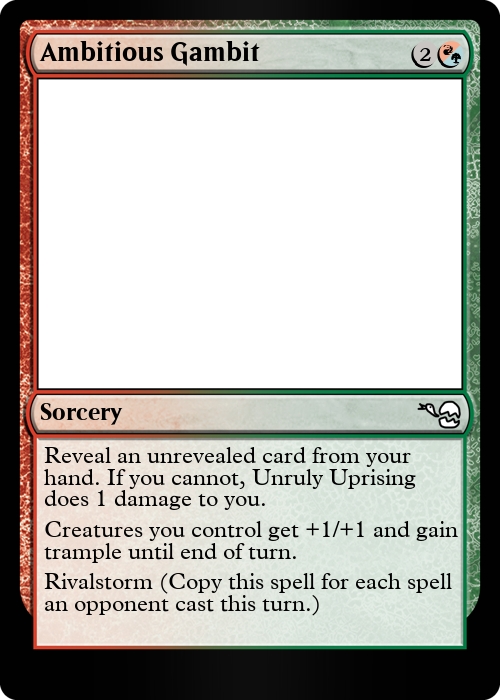 Ambitious Gambit
2
Sorcery
Reveal an unrevealed card from your
hand. If you cannot, Unruly Uprising
does 1 damage to you.
Creatures you control get +1/+1 and gain
trample until end of turn.
Rivalstorm (Copy this spell for each spell
an opponent cast this turn.)